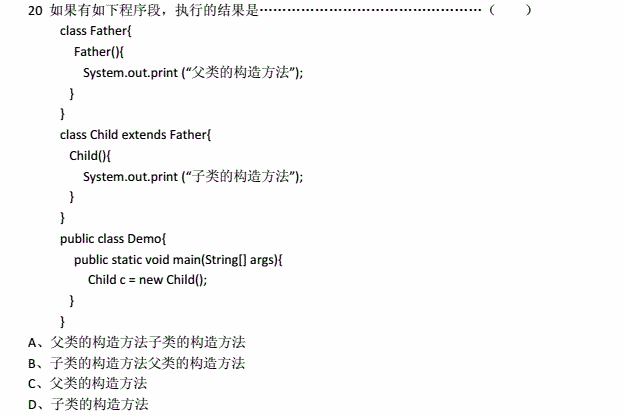 20 如果有如下程序段，执行的结果是················································（ ）
class Father{
Father(){
System.out.print (“父类的构造方法”);
}
}
class Child extends Father{
Child(){
System.out.print (“子类的构造方法”);
}
}
public class Demo{
public static void main(String[] args){
Child c = new Child();
}
}
A、父类的构造方法子类的构造方法
B、子类的构造方法父类的构造方法
C、父类的构造方法
D、子类的构造方法